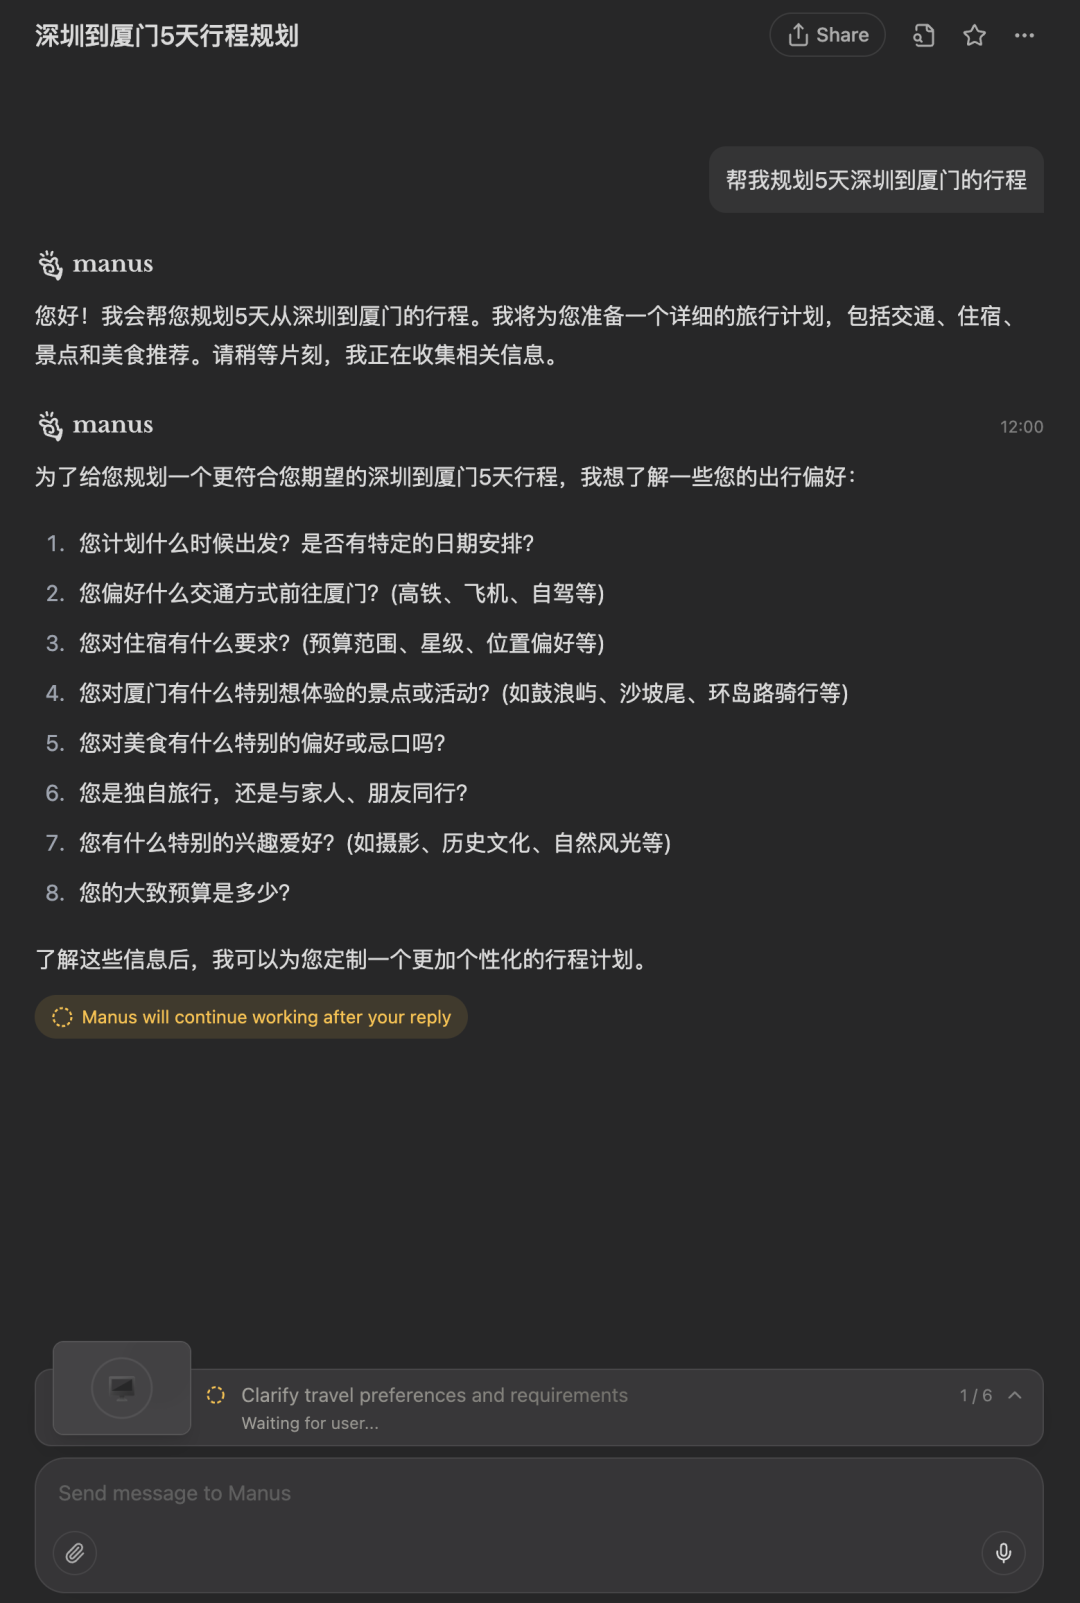 深圳到厦门5天行程规划
Share
帮我规划5天深圳到厦门的行程
manus
您好！我会帮您规划5天从深圳到厦门的行程。我将为您准备一个详细的旅行计划，包括交通、住宿、
景点和美食推荐。请稍等片刻，我正在收集相关信息。
manus
12:00
为了给您规划一个更符合您期望的深圳到厦门5天行程，我想了解一些您的出行偏好：
1. 您计划什么时候出发？是否有特定的日期安排？
2. 您偏好什么交通方式前往厦门？(高铁、飞机、自驾等)
3. 您对住宿有什么要求？(预算范围、星级、位置偏好等)
4. 您对厦门有什么特别想体验的景点或活动？(如鼓浪屿、沙坡尾、环岛路骑行等)
5. 您对美食有什么特别的偏好或忌口吗？
6. 您是独自旅行，还是与家人、朋友同行？
7. 您有什么特别的兴趣爱好？(如摄影、历史文化、自然风光等)
8. 您的大致预算是多少？
了解这些信息后，我可以为您定制一个更加个性化的行程计划。
Manus will continue working after your reply
Clarify travel preferences and requirements
1 / 6
Waiting for user...
Send message to Manus